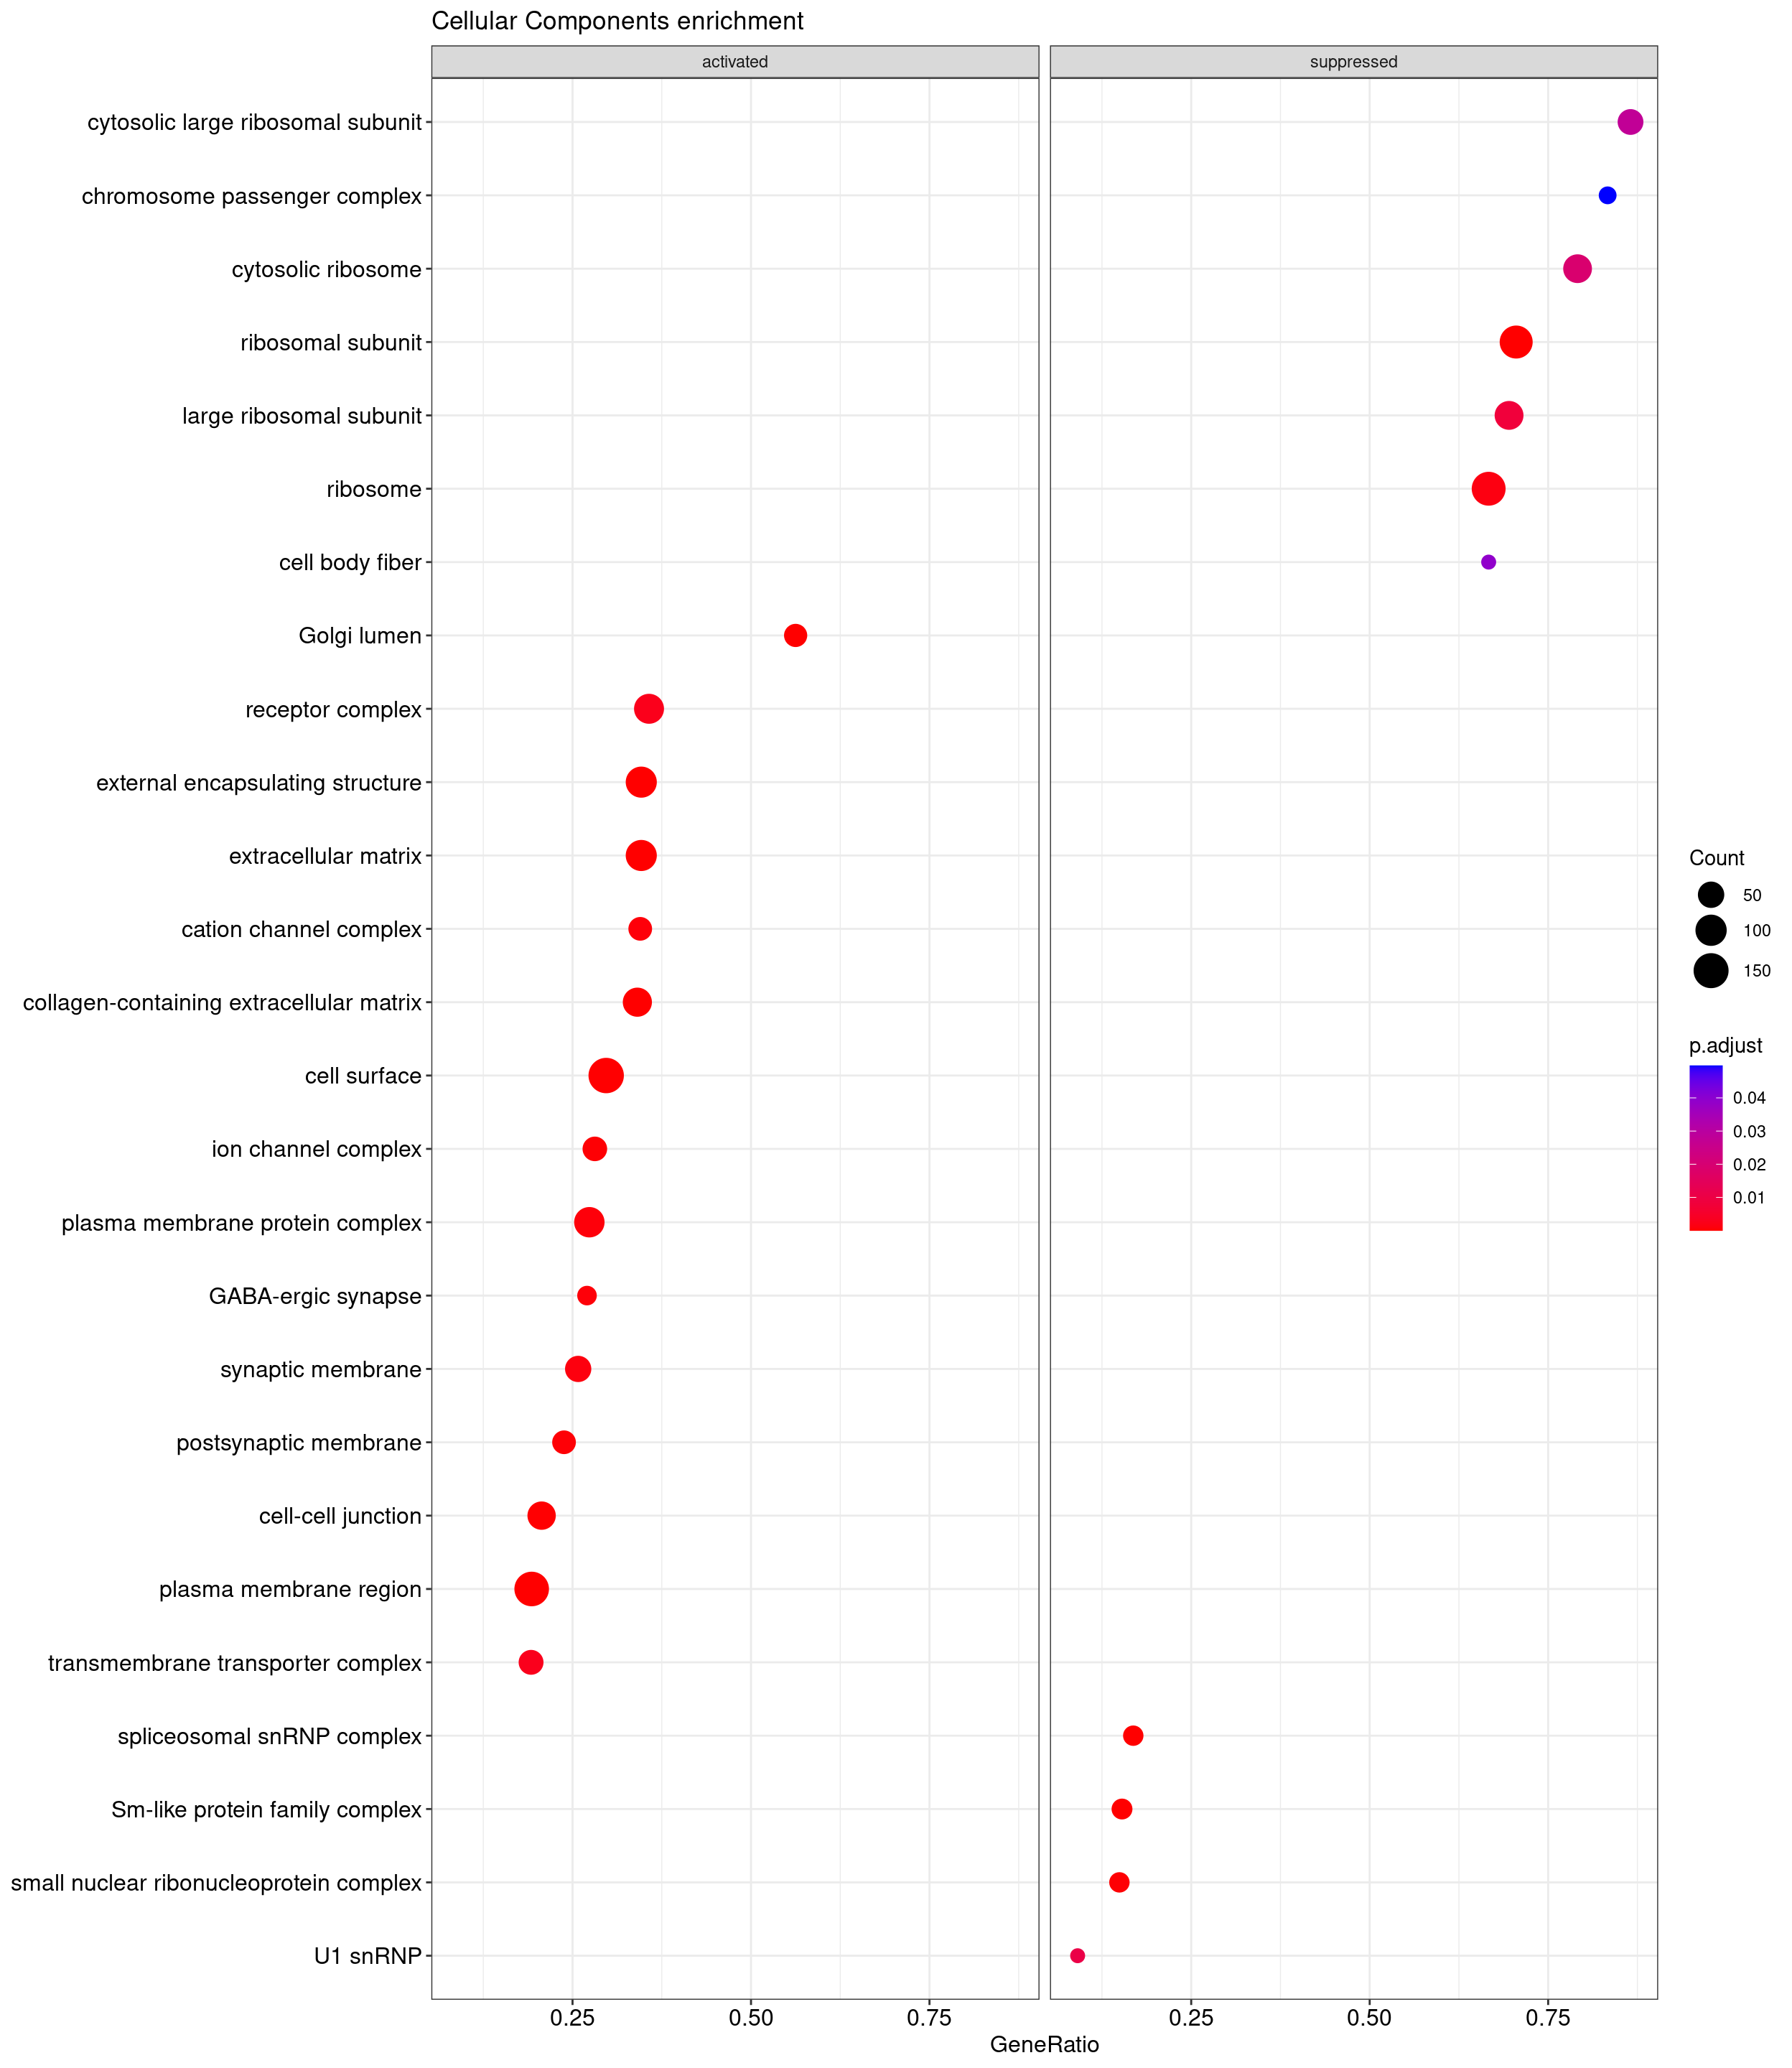 Cellular Components enrichment
activated
suppressed
cytosolic large ribosomal subunit
chromosome passenger complex
cytosolic ribosome
ribosomal subunit
large ribosomal subunit
ribosome
cell body fiber
Golgi lumen
receptor complex
external encapsulating structure
extracellular matrix
cation channel complex
collagen-containing extracellular matrix
cell surface
ion channel complex
plasma membrane protein complex
GABA-ergic synapse
synaptic membrane
postsynaptic membrane
cell-cell junction
plasma membrane region
transmembrane transporter complex
spliceosomal snRNP complex
Sm-like protein family complex
small nuclear ribonucleoprotein complex
U1 snRNP
0.25 0.50 0.75
0.25 0.50 0.75
GeneRatio
Count
50
100
150
p.adjust
0.04
0.03
0.02
0.01